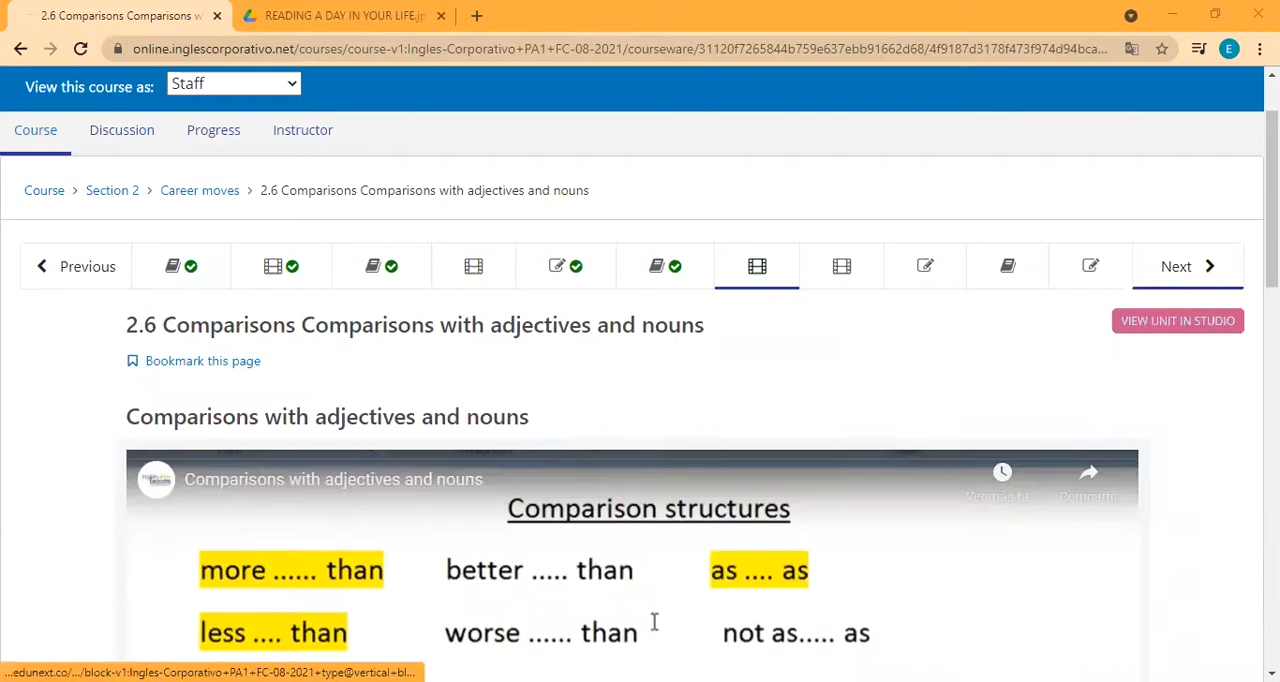 2.6 Comparisons Comparisons w
READING A DAY IN YOUR LIFE.jp
online.inglescorporativo.net/courses/course-v1:Ingles-Corporativo+PA1+FC-08-2021/courseware/31120f7265844b759e637ebb91662d68/4f9187d3178f473f974d94bca...
E
View this course as: Staff
Course Discussion Progress Instructor
Course > Section 2 > Career moves > 2.6 Comparisons Comparisons with adjectives and nouns
Previous Next
2.6 Comparisons Comparisons with adjectives and nouns
VIEW UNIT IN STUDIO
Bookmark this page
Comparisons with adjectives and nouns
Comparisons with adjectives and nouns
Ver más ta... Compartir
Comparison structures
more ...... than better ..... than as .... as
less .... than worse ...... than not as..... as
...edunext.co/.../block-v1:Ingles-Corporativo+PA1+FC-08-2021+type@vertical+bl...